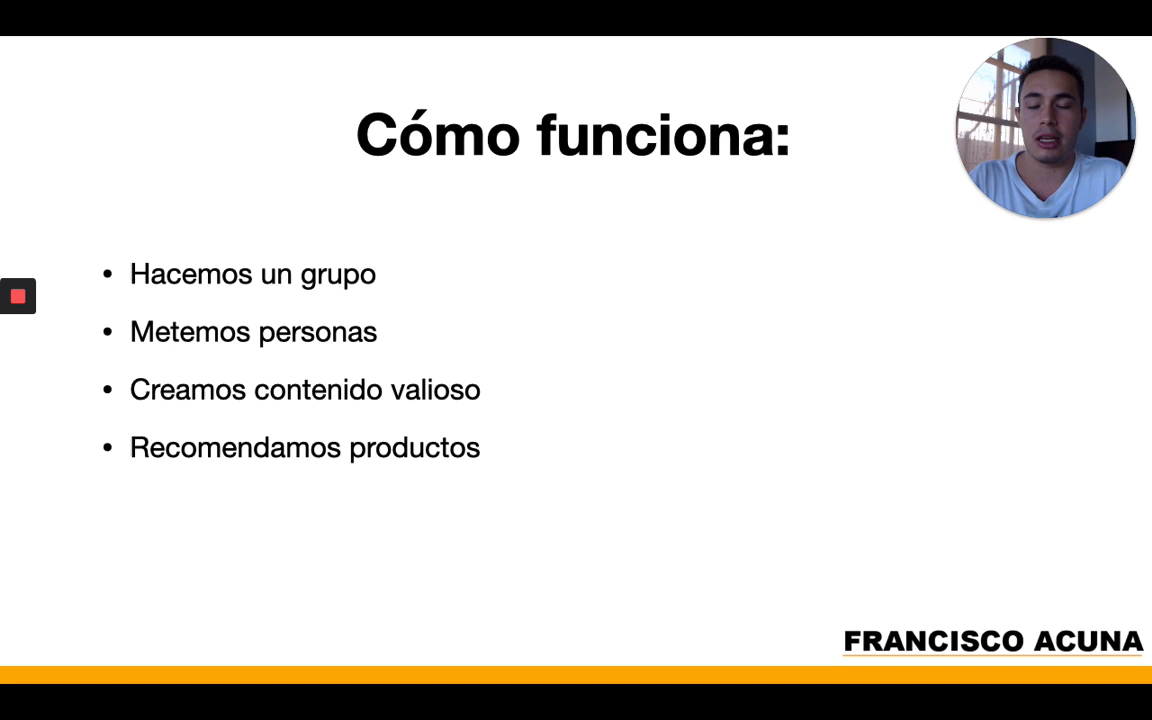 Cómo funciona:
• Hacemos un grupo
• Metemos personas
• Creamos contenido valioso
• Recomendamos productos
FRANCISCO ACUNA